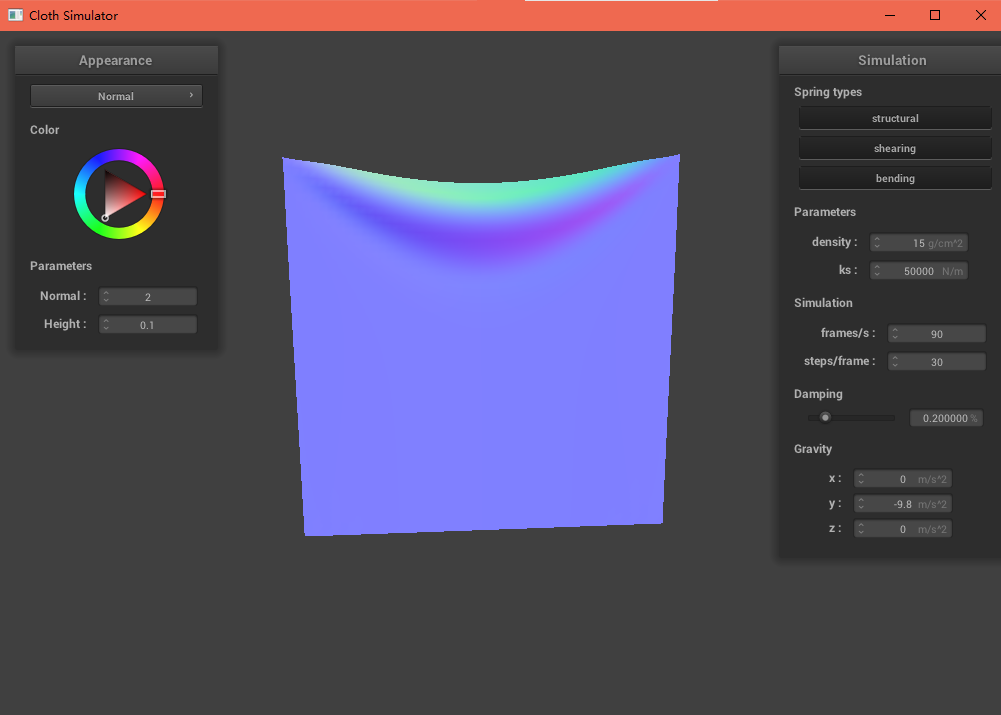 Cloth Simulator
Appearance
Normal
Color
Parameters
Normal : 2
Height : 0.1
Simulation
Spring types
structural
shearing
bending
Parameters
density : 15 g/cm^2
ks : 50000 N/m
Simulation
frames/s : 90
steps/frame : 30
Damping
0.200000 %
Gravity
x : 0 m/s^2
y : -9.8 m/s^2
z : 0 m/s^2